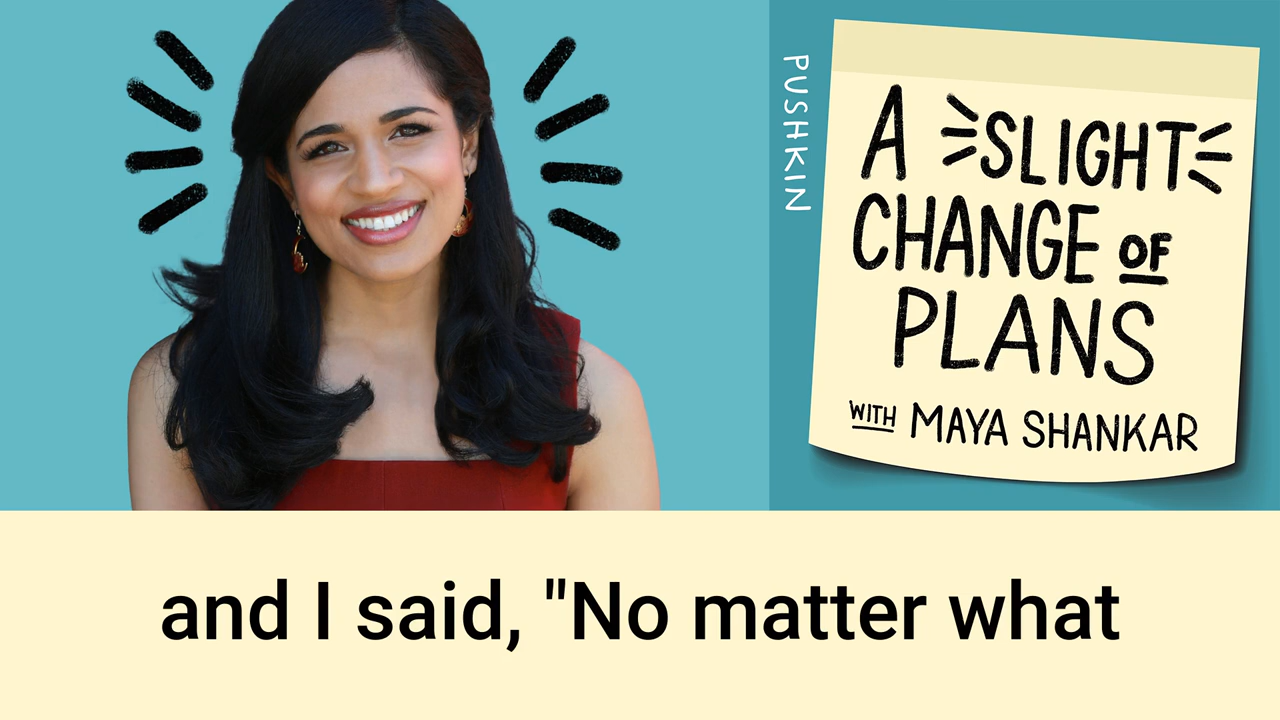 PUSHKIN
A SLIGHT
CHANGE OF
PLANS
WITH MAYA SHANKAR
and I said, "No matter what